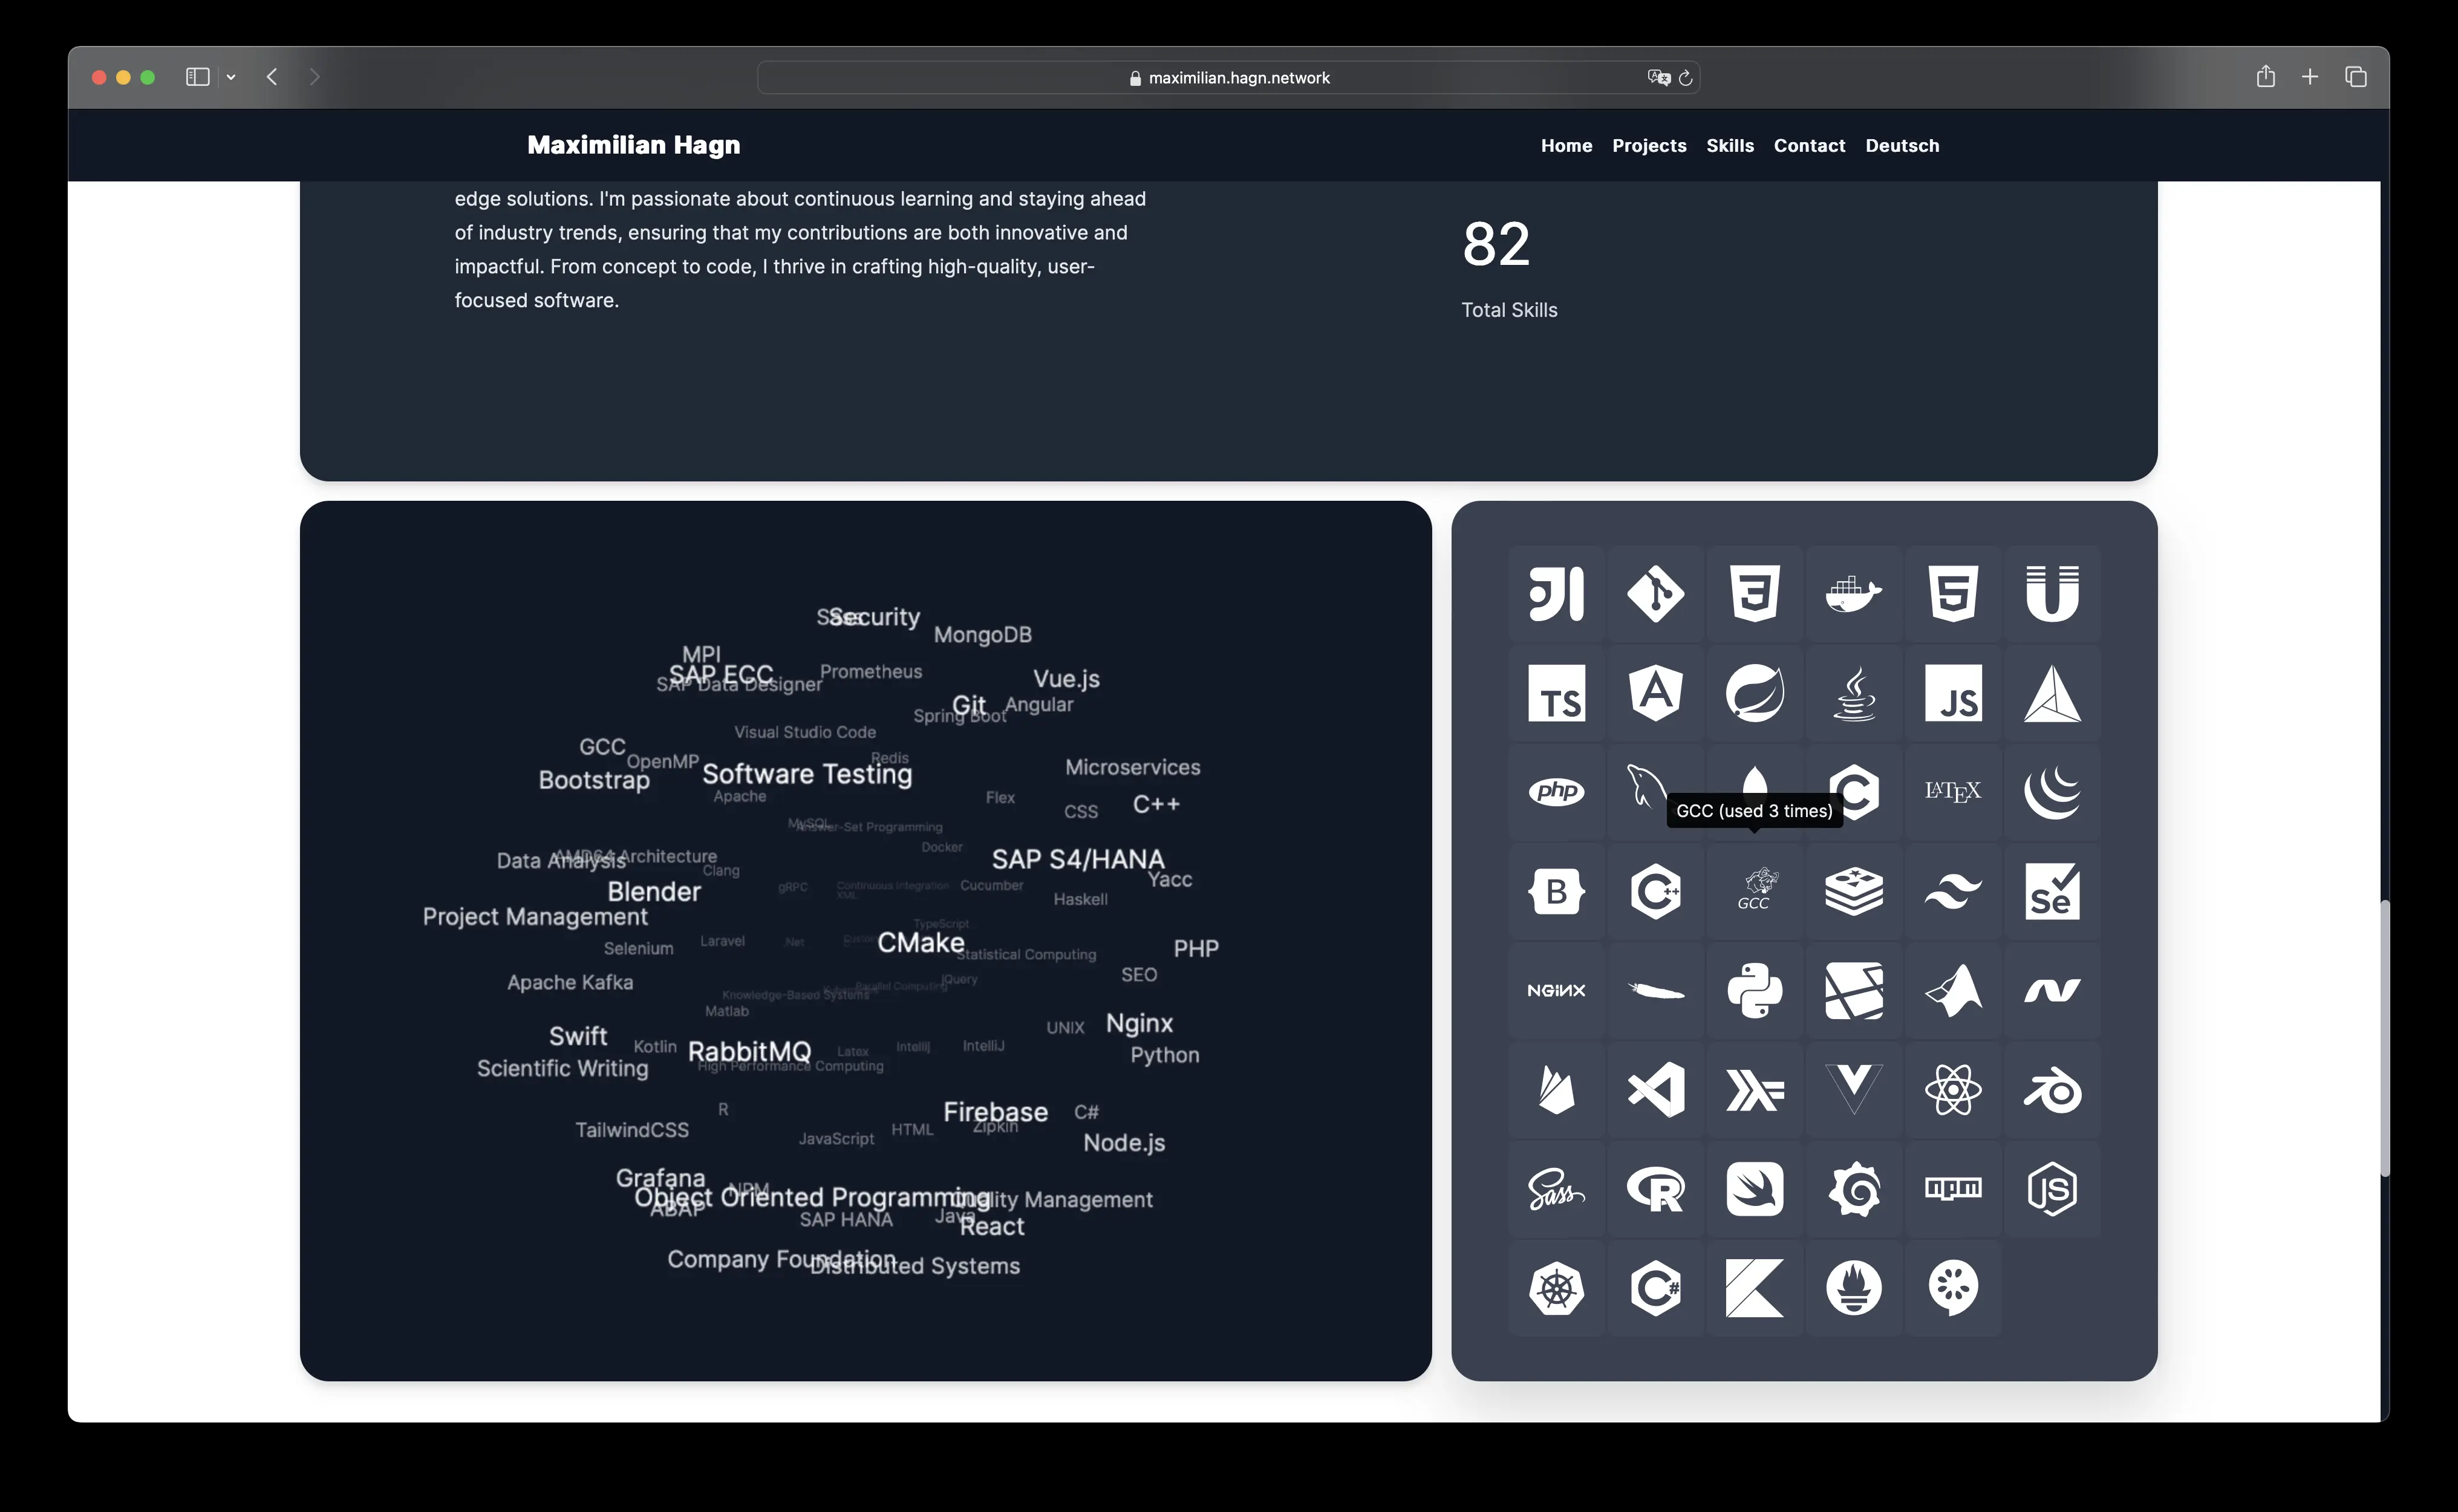 maximilian.hagn.network
Maximilian Hagn
Home Projects Skills Contact Deutsch
edge solutions. I'm passionate about continuous learning and staying ahead
of industry trends, ensuring that my contributions are both innovative and
impactful. From concept to code, I thrive in crafting high-quality, user-
focused software.
82
Total Skills
Sass
Security
MongoDB
MPI
SAP ECC
Prometheus
Vue.js
SAP Data Designer
Git
Angular
Spring Boot
Visual Studio Code
GCC
Redis
OpenMP
Microservices
Software Testing
Bootstrap
Apache
Flex
C++
CSS
MySQL
Answer-Set Programming
Docker
AMD64 Architecture
SAP S4/HANA
Data Analysis
Clang
Yacc
gRPC
Continuous Integration
Cucumber
Blender
XML
Haskell
Project Management
TypeScript
Laravel
.Net
CMake
Selenium
PHP
Statistical Computing
SEO
jQuery
Apache Kafka
Parallel Computing
Knowledge-Based Systems
Matlab
Nginx
UNIX
Swift
Kotlin
RabbitMQ
Latex
Intellij
IntelliJ
Python
Scientific Writing
High Performance Computing
R
Firebase
C#
Zipkin
HTML
TailwindCSS
JavaScript
Node.js
Grafana
NPM
Object Oriented Programming
Quality Management
ABAP
SAP HANA
Java
React
Company Foundation
Distributed Systems
TS
JS
php
GCC (used 3 times)
C
LATEX
B
C++
GCC
Se
NGINX
Sass
R
npm
JS
C#